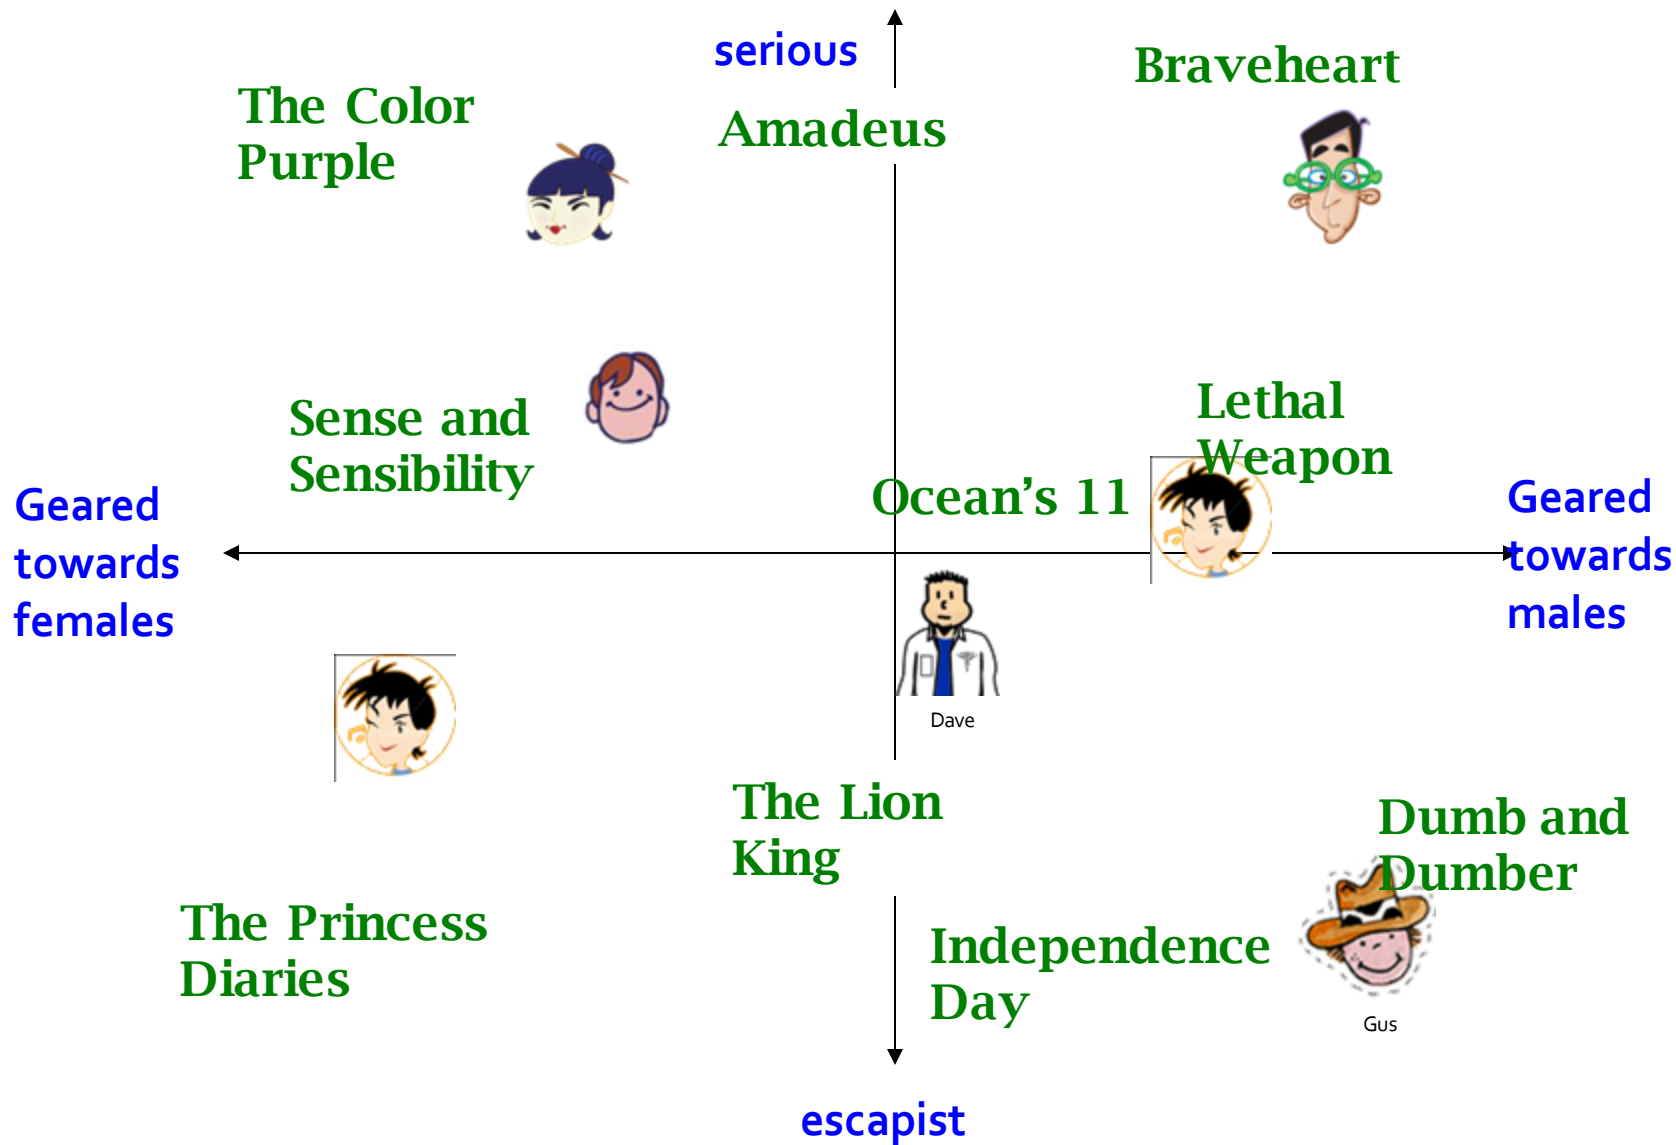 serious
Braveheart
The Color
Purple
Amadeus
Lethal
Weapon
Sense and
Sensibility
Ocean’s 11
Geared
towards
females
Geared
towards
males
Dave
The Lion
King
Dumb and
Dumber
The Princess
Diaries
Independence
Day
Gus
escapist